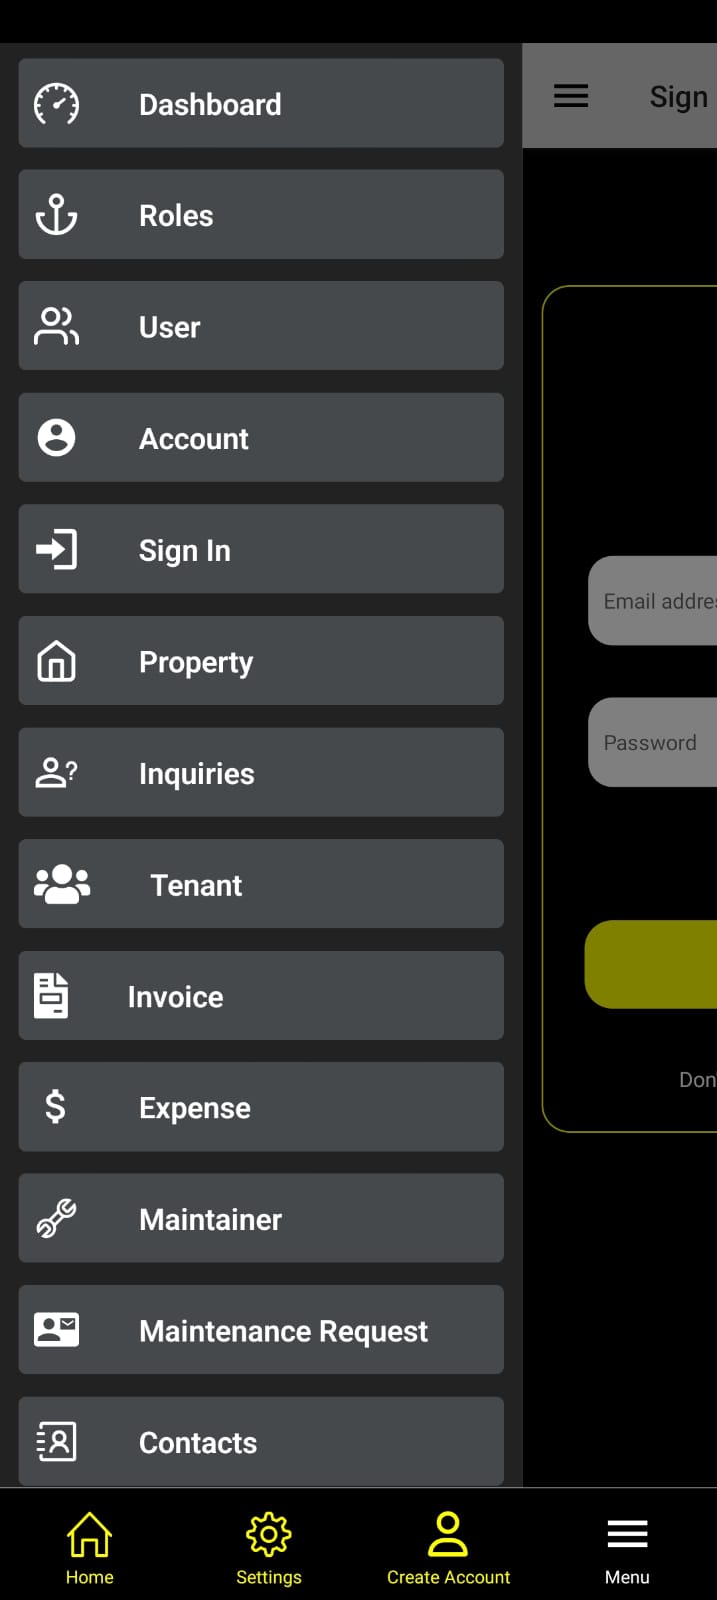 Dashboard
Roles
User
Account
Sign In
Property
Inquiries
Tenant
Invoice
Expense
Maintainer
Maintenance Request
Contacts
Sign
Email addre
Password
Don'
Home
Settings
Create Account
Menu